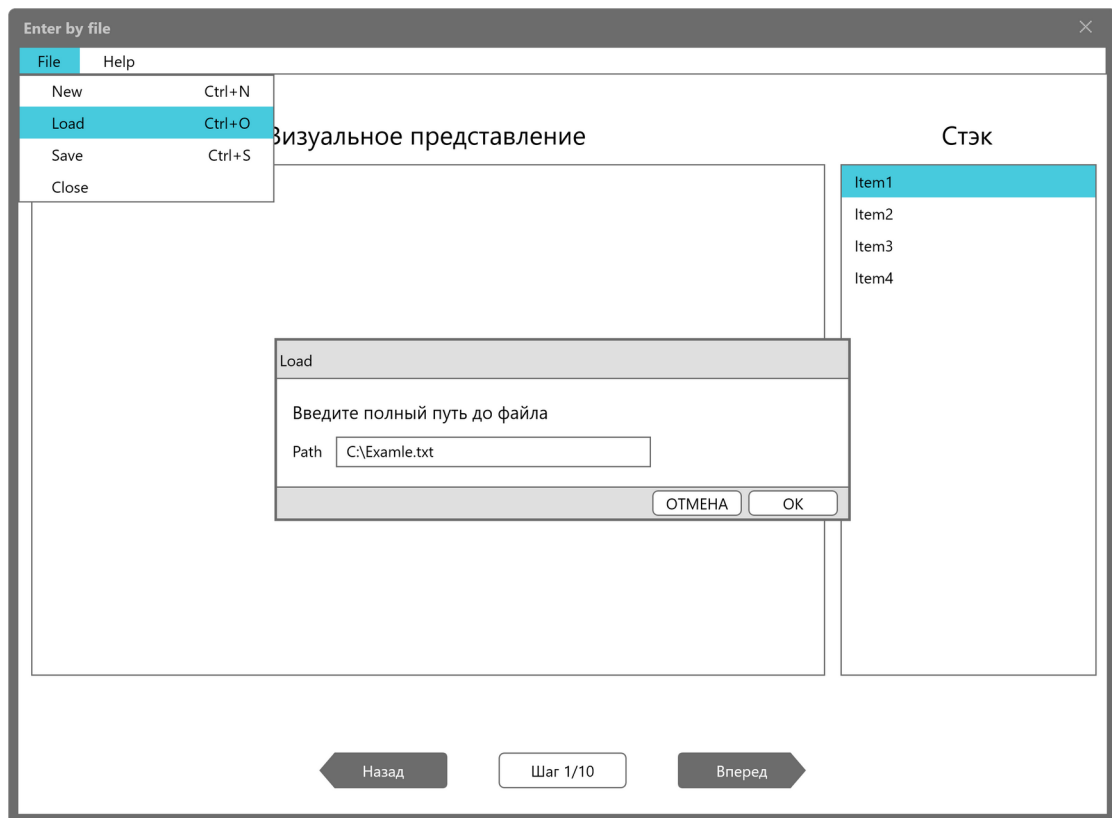 Enter by file
File Help
New Ctrl+N
Load Ctrl+O
Save Ctrl+S
Close
Визуальное представление
Стэк
Item1
Item2
Item3
Item4
Load
Введите полный путь до файла
Path C:\Examle.txt
ОТМЕНА ОК
Назад Шаг 1/10 Вперед